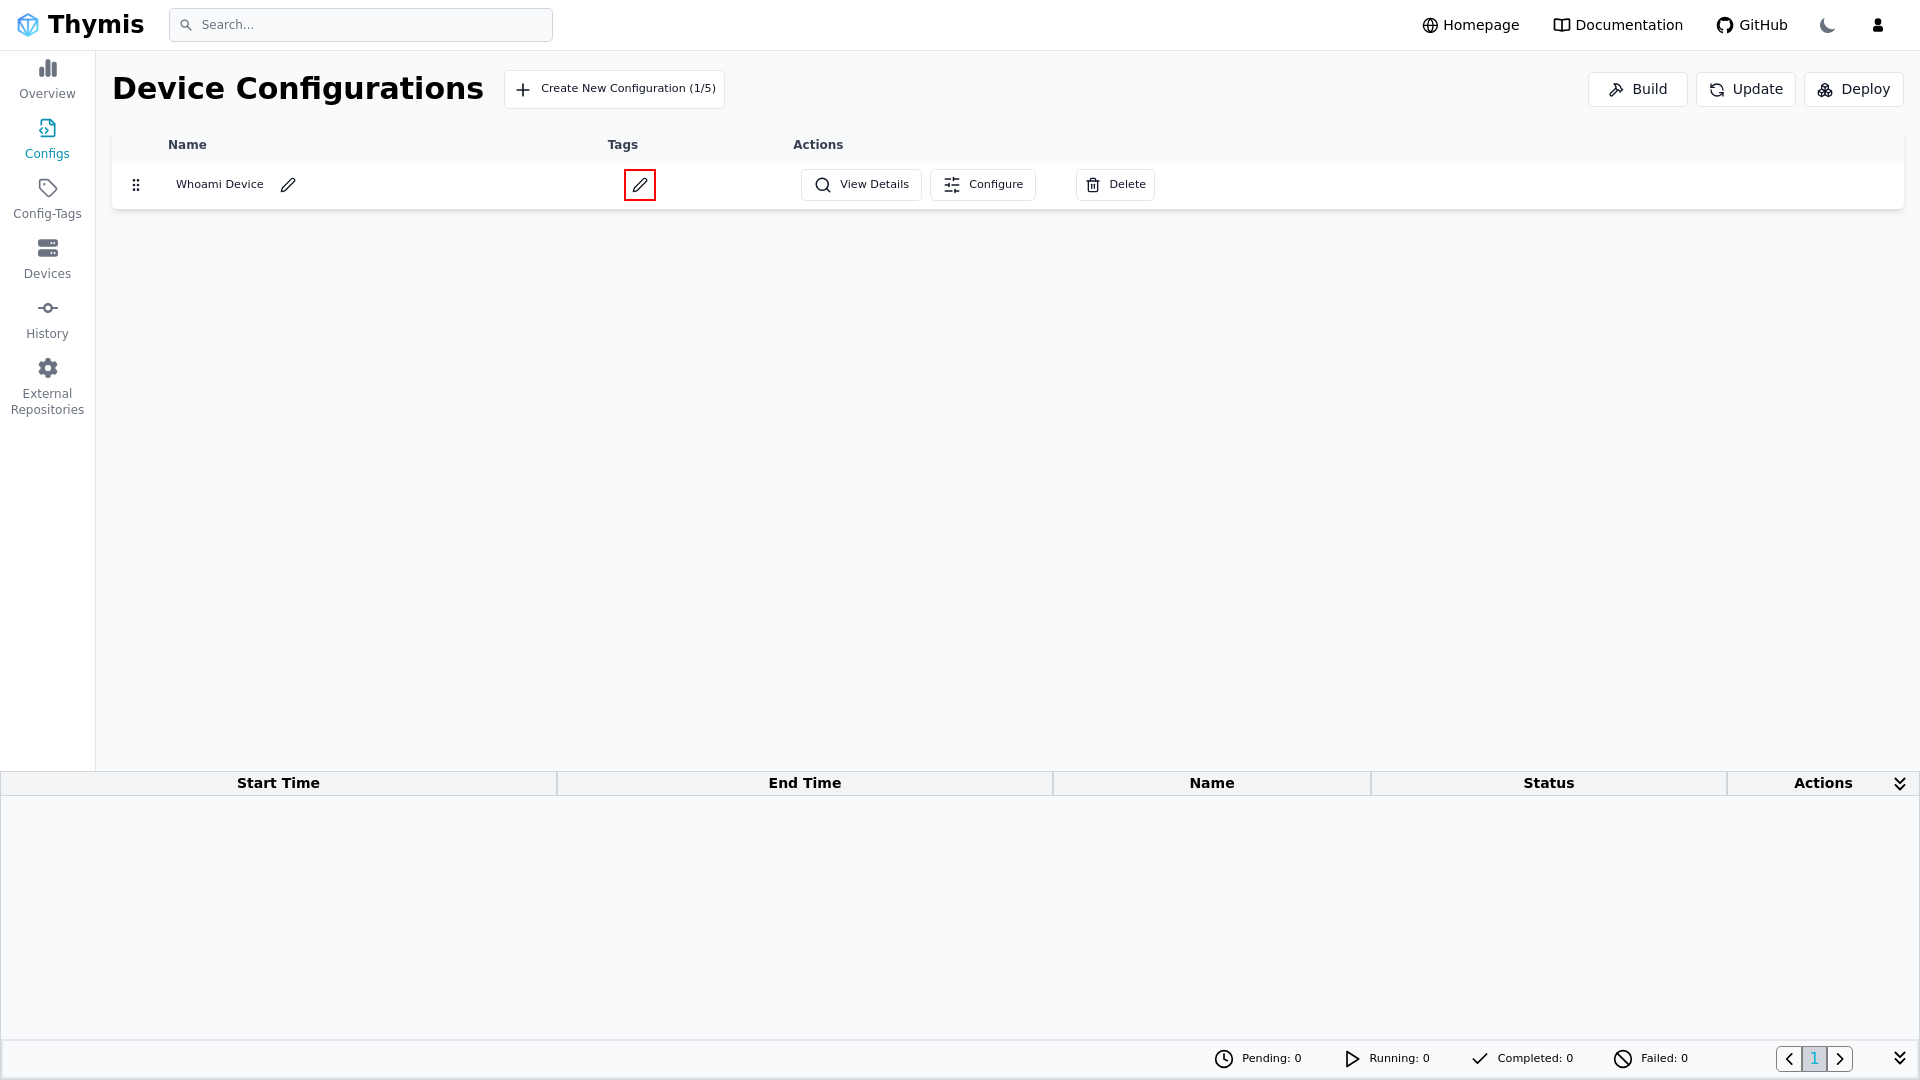 Thymis
Search...
Homepage
Documentation
GitHub
Overview
Configs
Config-Tags
Devices
History
External
Repositories
Device Configurations
Create New Configuration (1/5)
Build
Update
Deploy
Name Tags Actions
Whoami Device
View Details
Configure
Delete
Start Time End Time Name Status Actions
Pending: 0 Running: 0 Completed: 0 Failed: 0
1